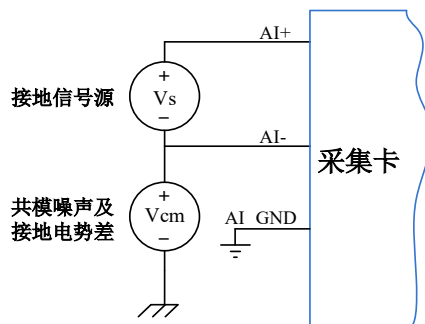 AI+
+
接地信号源
Vs
−
AI-
采集卡
+
共模噪声及
接地电势差
Vcm
−
AI GND